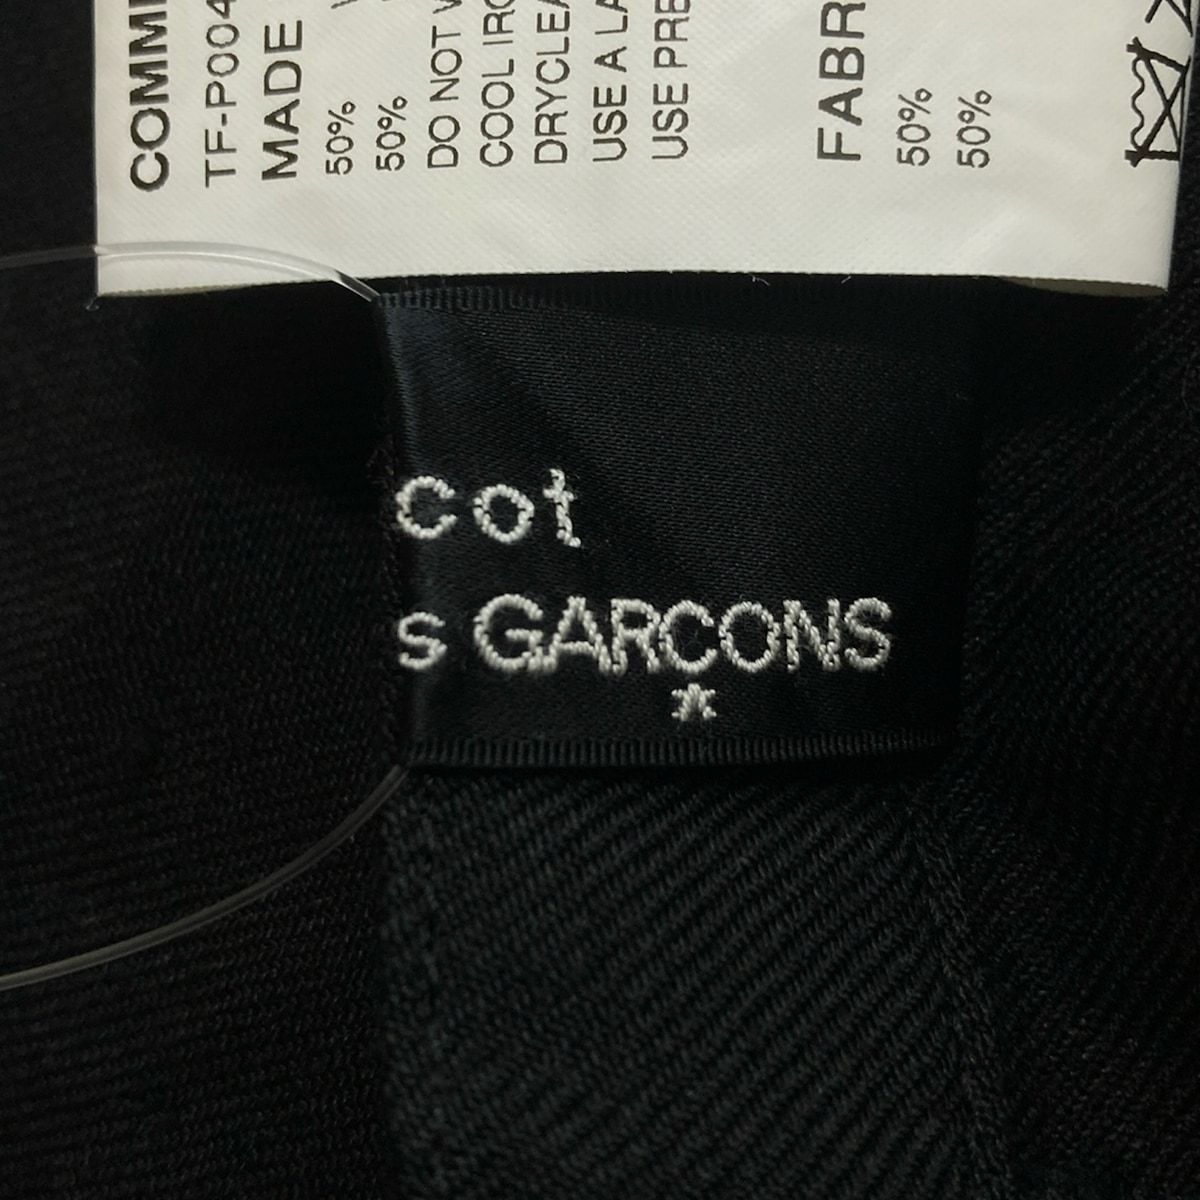 COMM
TF-P004
MADE
50%
50%
DO NOT
COOL IRO
DRYCLEA
USE A LA
USE PRE
FABR
50%
50%
cot
s GARCONS
*